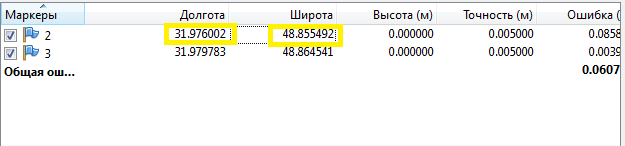 Маркеры Долгота Широта Высота (м) Точность (м) Ошибка (
2 31.976002 48.855492 0.000000 0.005000 0.0858
3 31.979783 48.864541 0.000000 0.005000 0.0039
Общая ош... 0.0607